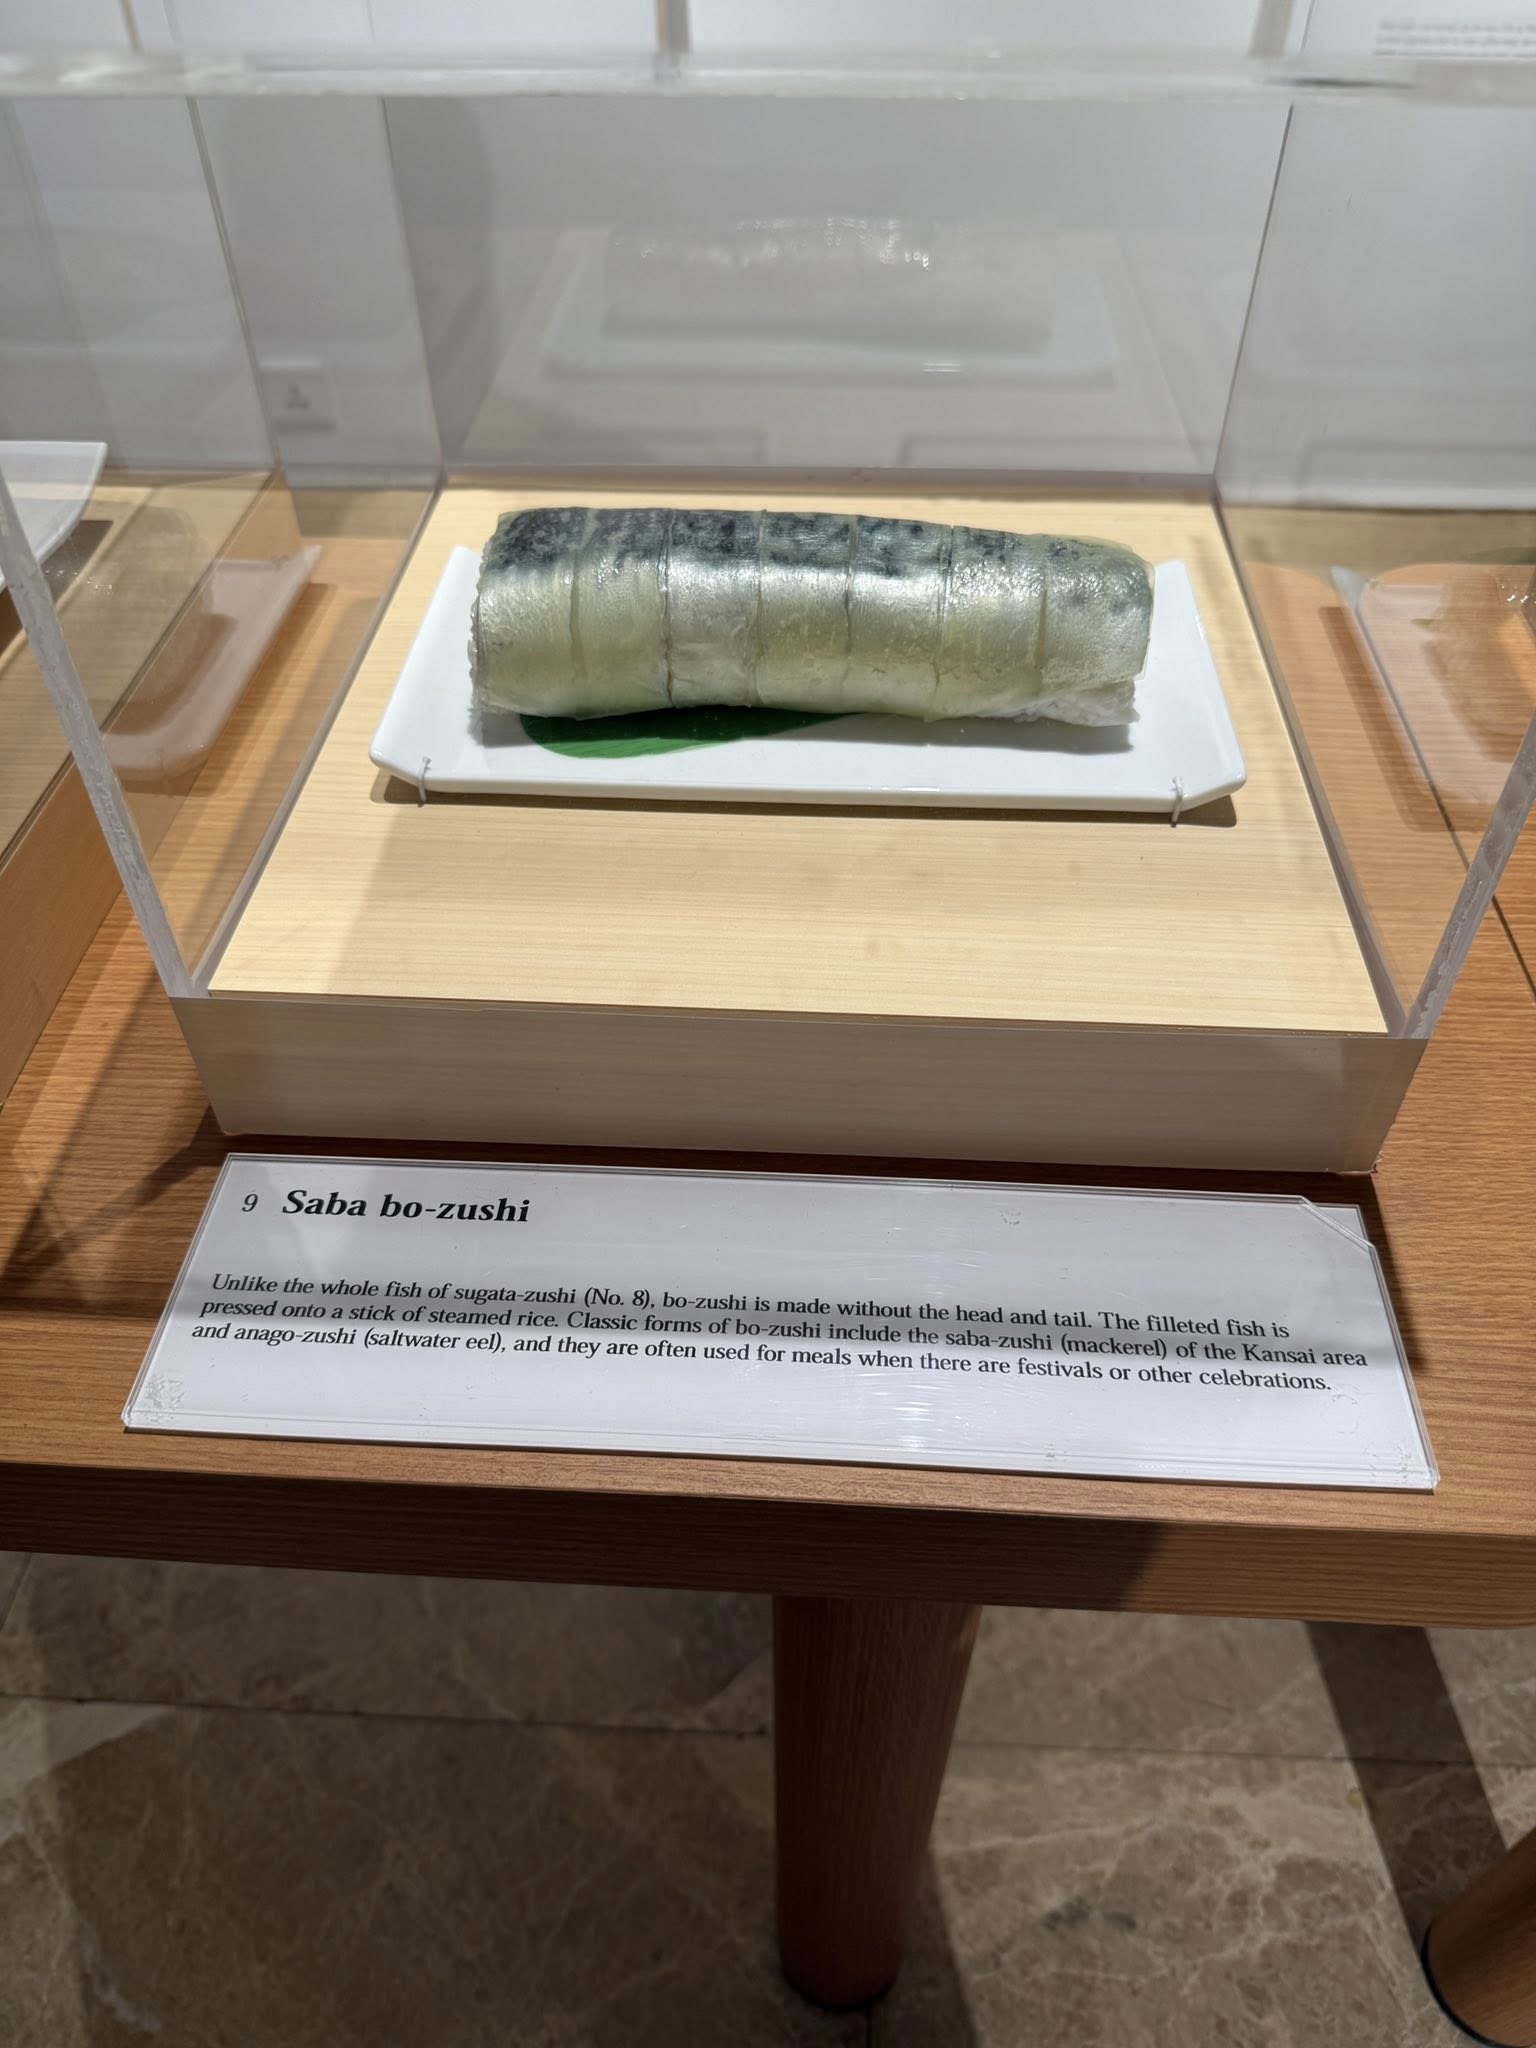 9 Saba bo-zushi
Unlike the whole fish of sugata-zushi (No. 8), bo-zushi is made without the head and tail. The filleted fish is
pressed onto a stick of steamed rice. Classic forms of bo-zushi include the saba-zushi (mackerel) of the Kansai area
and anago-zushi (saltwater eel), and they are often used for meals when there are festivals or other celebrations.